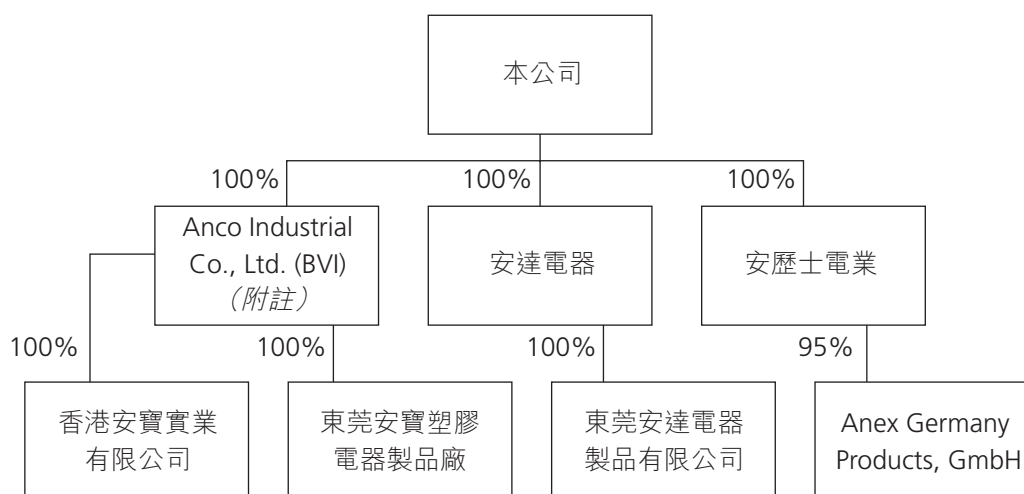 本公司
100%
100%
100%
Anco Industrial
Co., Ltd. (BVI)
（附註）
安達電器
安歷士電業
100%
100%
100%
95%
香港安寶實業
有限公司
東莞安寶塑膠
電器製品廠
東莞安達電器
製品有限公司
Anex Germany
Products, GmbH